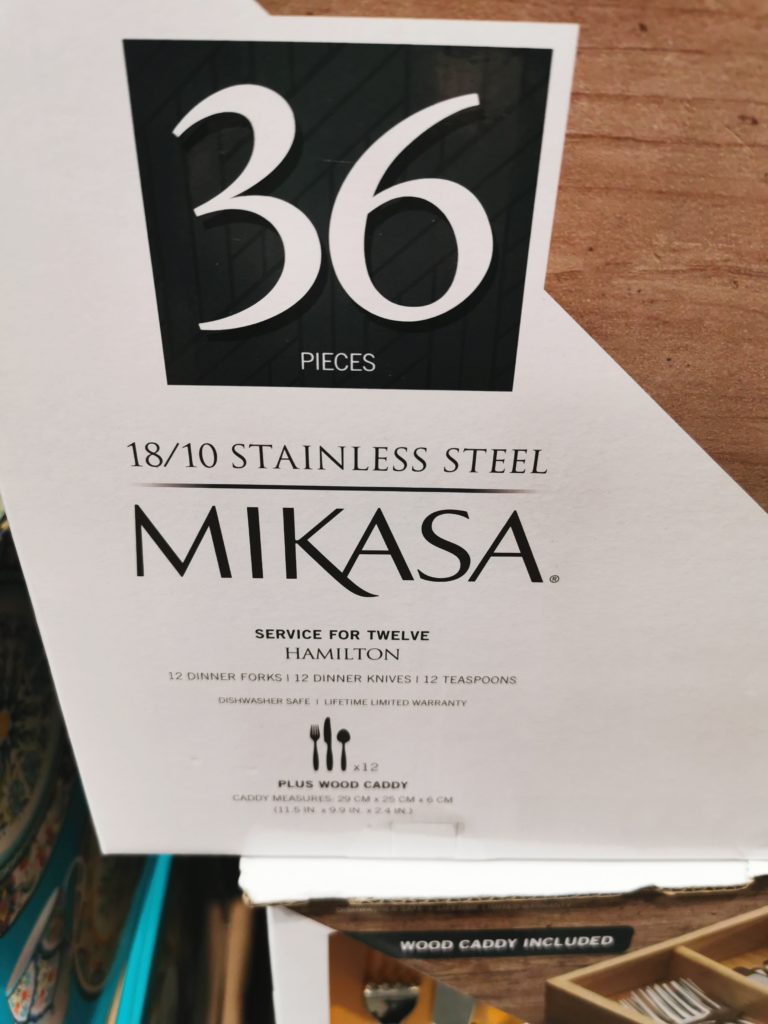 36
PIECES
18/10 STAINLESS STEEL
MIKASA®
SERVICE FOR TWELVE
HAMILTON
12 DINNER FORKS | 12 DINNER KNIVES | 12 TEASPOONS
DISHWASHER SAFE | LIFETIME LIMITED WARRANTY
x12
PLUS WOOD CADDY
CADDY MEASURES: 29 CM x 25 CM x 6 CM
(11.5 IN. x 9.9 IN. x 2.4 IN.)
WOOD CADDY INCLUDED